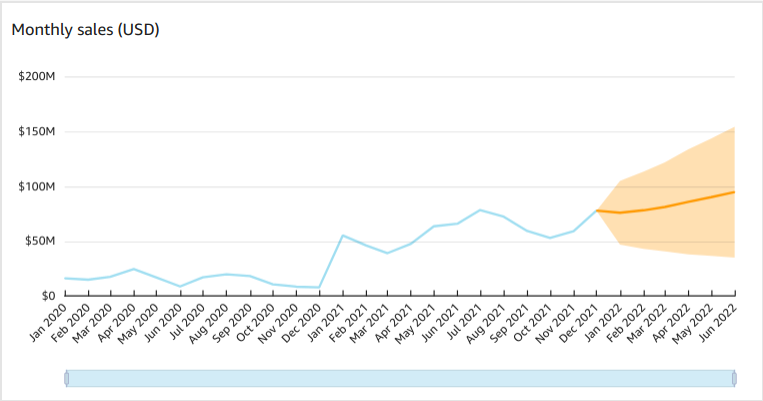 Monthly sales (USD)
$200M
$150M
$100M
$50M
$0
Jan 2020
Feb 2020
Mar 2020
Apr 2020
May 2020
Jun 2020
Jul 2020
Aug 2020
Sep 2020
Oct 2020
Nov 2020
Dec 2020
Jan 2021
Feb 2021
Mar 2021
Apr 2021
May 2021
Jun 2021
Jul 2021
Aug 2021
Sep 2021
Oct 2021
Nov 2021
Dec 2021
Jan 2022
Feb 2022
Mar 2022
Apr 2022
May 2022
Jun 2022